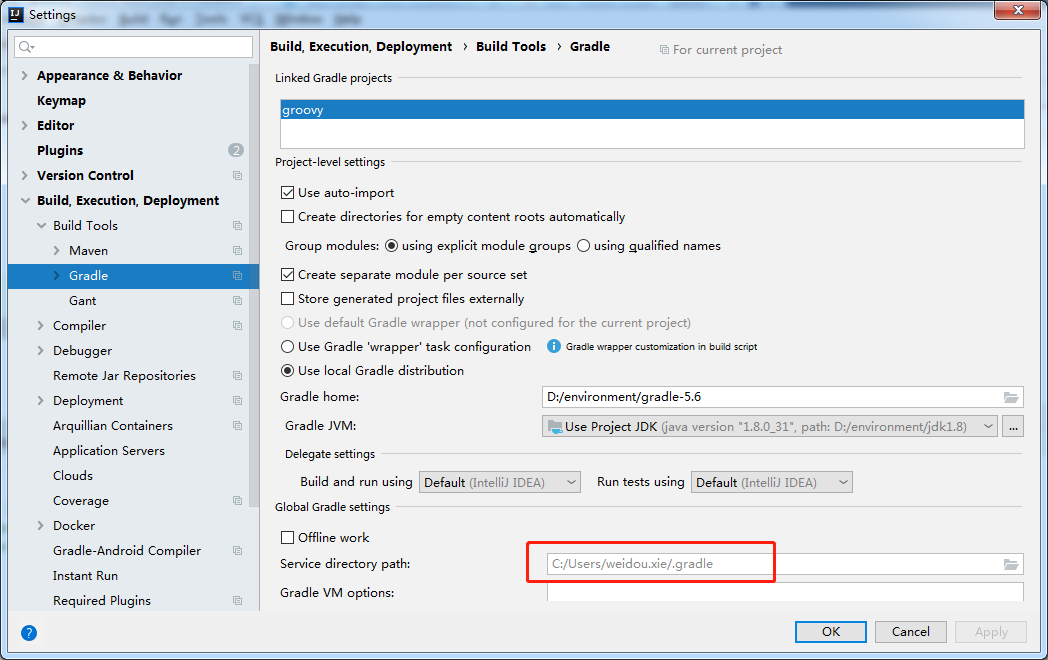 Settings
Build, Execution, Deployment › Build Tools › Gradle
For current project
Appearance & Behavior
Keymap
Editor
Plugins 2
Version Control
Build, Execution, Deployment
Build Tools
Maven
Gradle
Gant
Compiler
Debugger
Remote Jar Repositories
Deployment
Arquillian Containers
Application Servers
Clouds
Coverage
Docker
Gradle-Android Compiler
Instant Run
Required Plugins
Linked Gradle projects
groovy
Project-level settings
Use auto-import
Create directories for empty content roots automatically
Group modules: using explicit module groups using qualified names
Create separate module per source set
Store generated project files externally
Use default Gradle wrapper (not configured for the current project)
Use Gradle 'wrapper' task configuration Gradle wrapper customization in build script
Use local Gradle distribution
Gradle home: D:/environment/gradle-5.6
Gradle JVM: Use Project JDK (java version "1.8.0_31", path: D:/environment/jdk1.8) ...
Delegate settings
Build and run using Default (IntelliJ IDEA) Run tests using Default (IntelliJ IDEA)
Global Gradle settings
Offline work
Service directory path: C:/Users/weidou.xie/.gradle
Gradle VM options:
? OK Cancel Apply